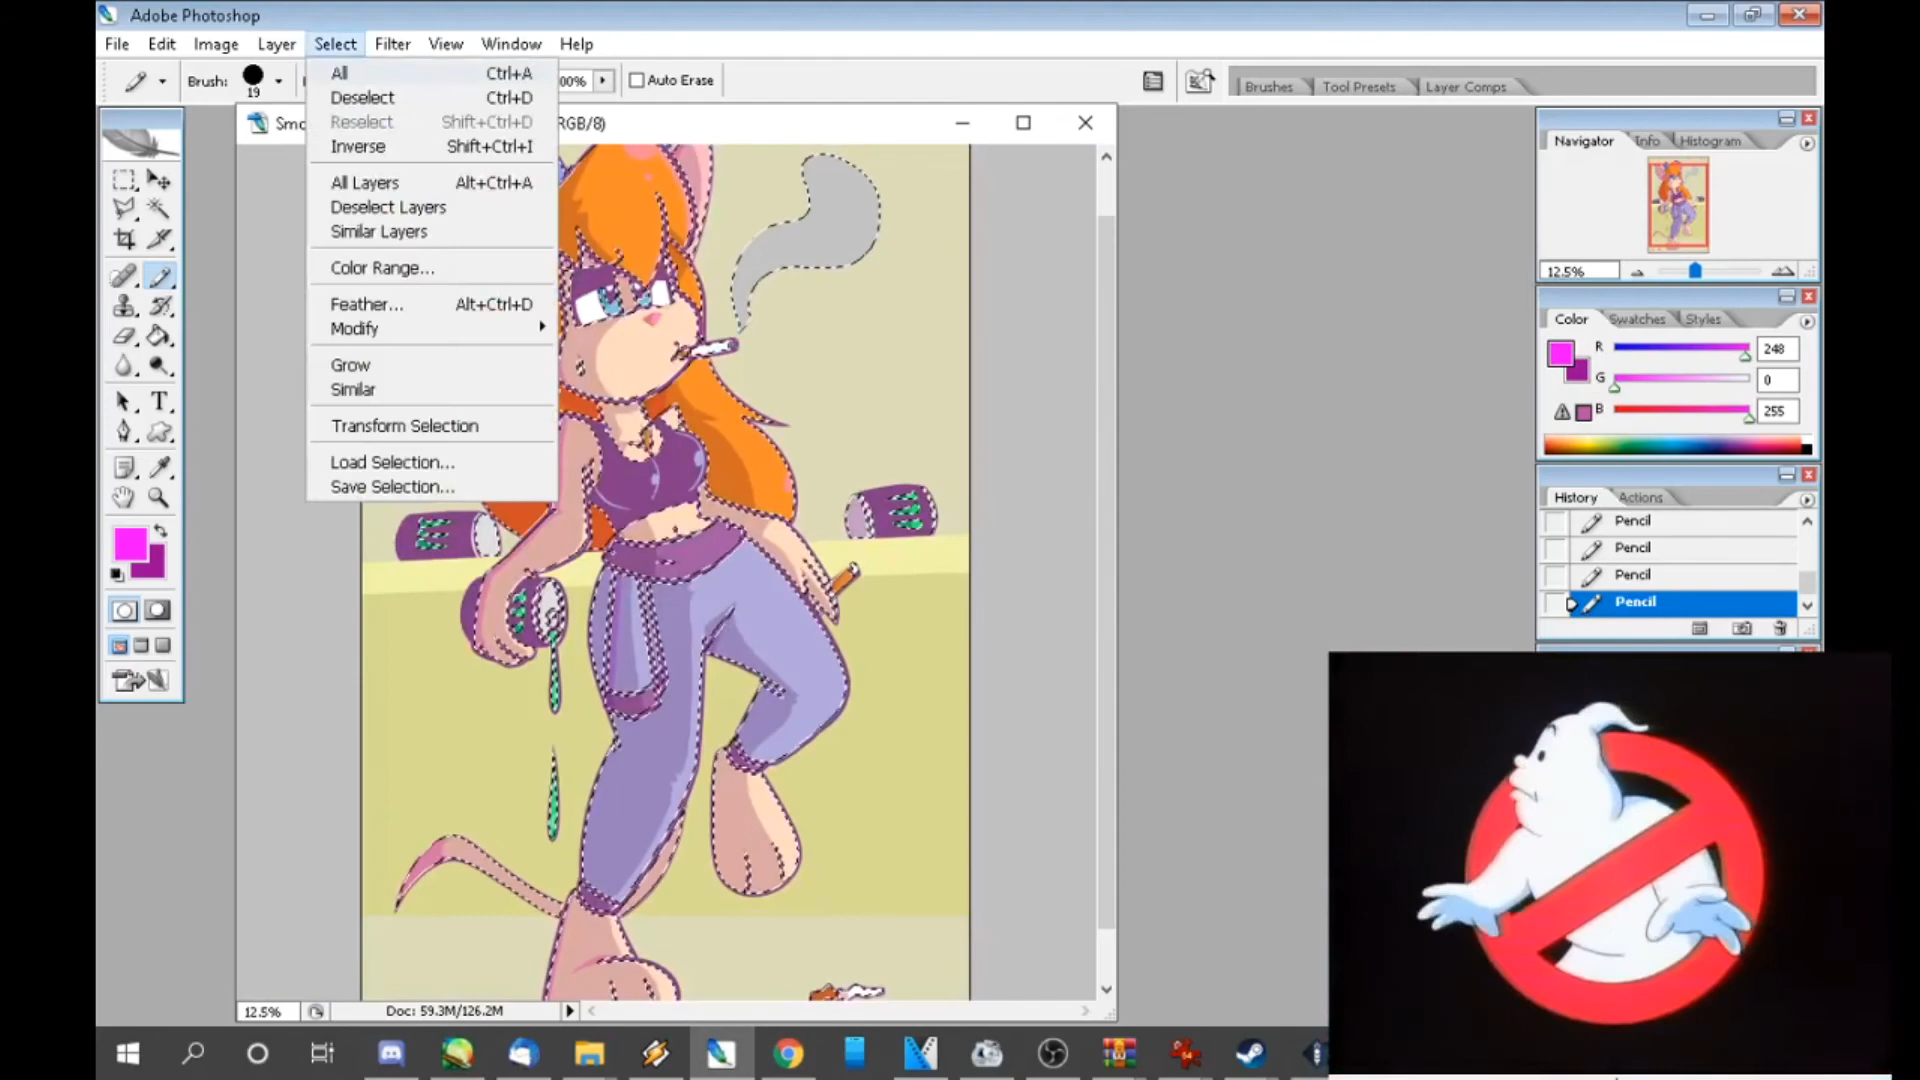 Adobe Photoshop
File Edit Image Layer Select Filter View Window Help
Brush: 19 00% Auto Erase Brushes Tool Presets Layer Comps
All Ctrl+A
Deselect Ctrl+D
Reselect Shift+Ctrl+D
Inverse Shift+Ctrl+I
All Layers Alt+Ctrl+A
Deselect Layers
Similar Layers
Color Range...
Feather... Alt+Ctrl+D
Modify
Grow
Similar
Transform Selection
Load Selection...
Save Selection...
Smo RGB/8)
Navigator Info Histogram
12.5%
Color Swatches Styles
R 248
G 0
B 255
History Actions
Pencil
Pencil
Pencil
Pencil
12.5% Doc: 59.3M/126.2M